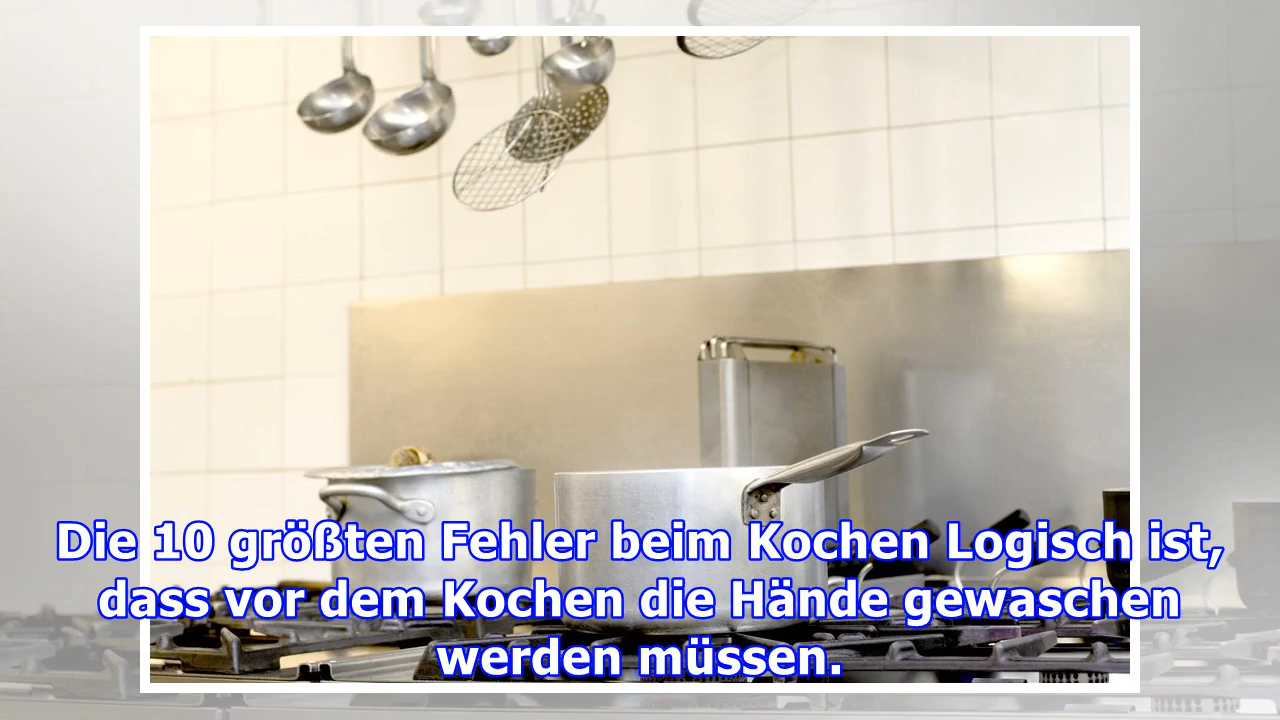 Die 10 größten Fehler beim Kochen Logisch ist,
dass vor dem Kochen die Hände gewaschen
werden müssen.